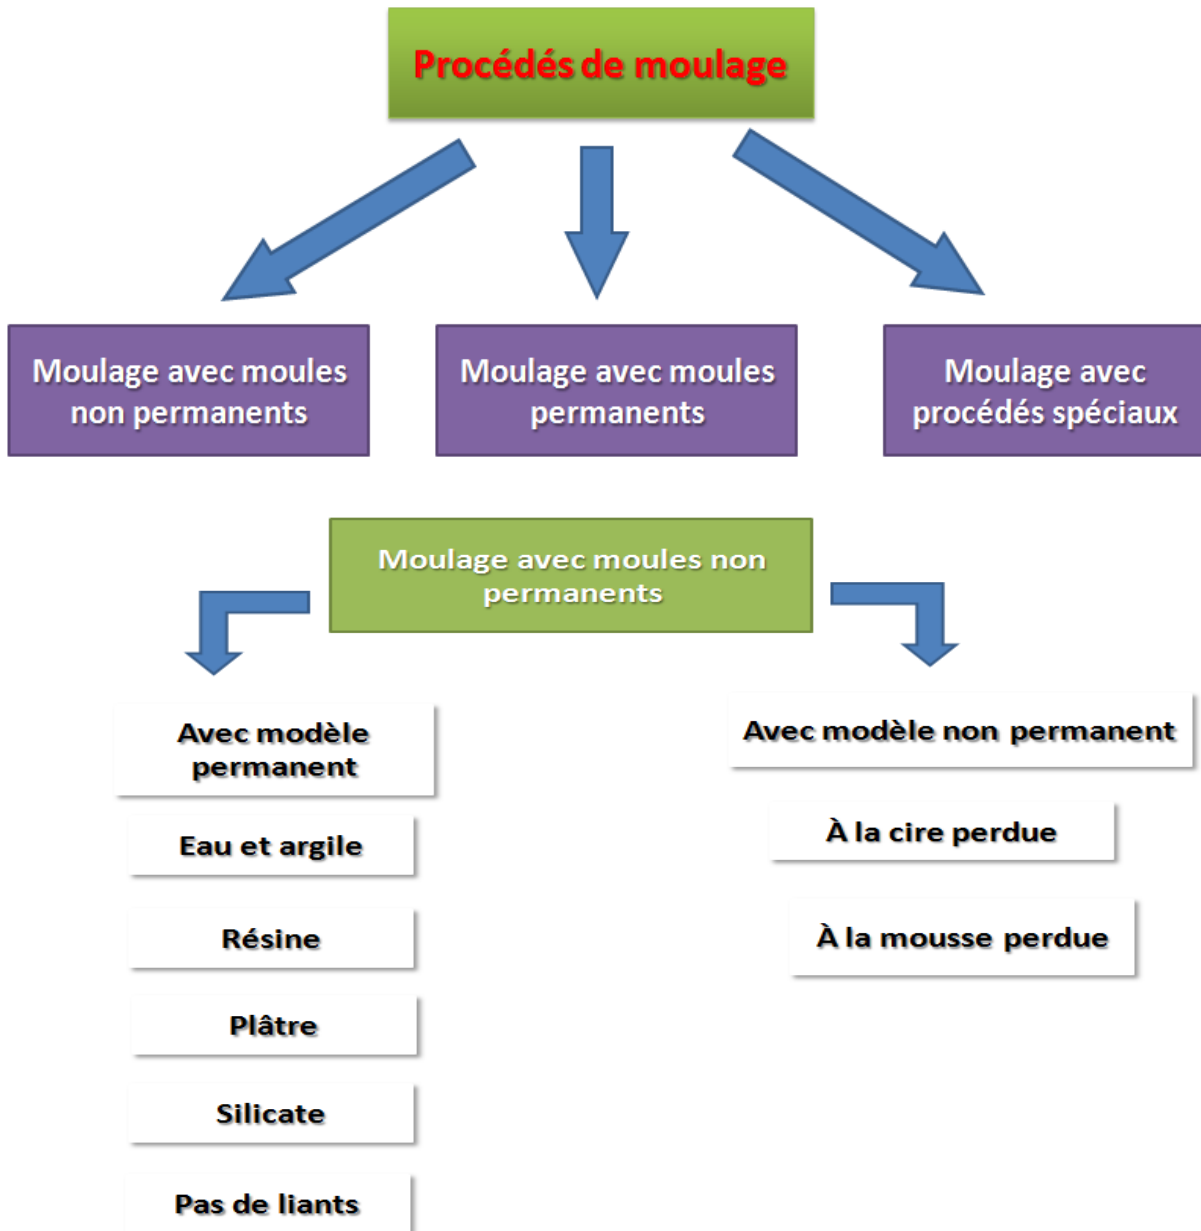 Procédés de moulage
Moulage avec moules
non permanents
Moulage avec moules
permanents
Moulage avec
procédés spéciaux
Moulage avec moules non
permanents
Avec modèle
permanent
Eau et argile
Résine
Plâtre
Silicate
Pas de liants
Avec modèle non permanent
À la cire perdue
À la mousse perdue